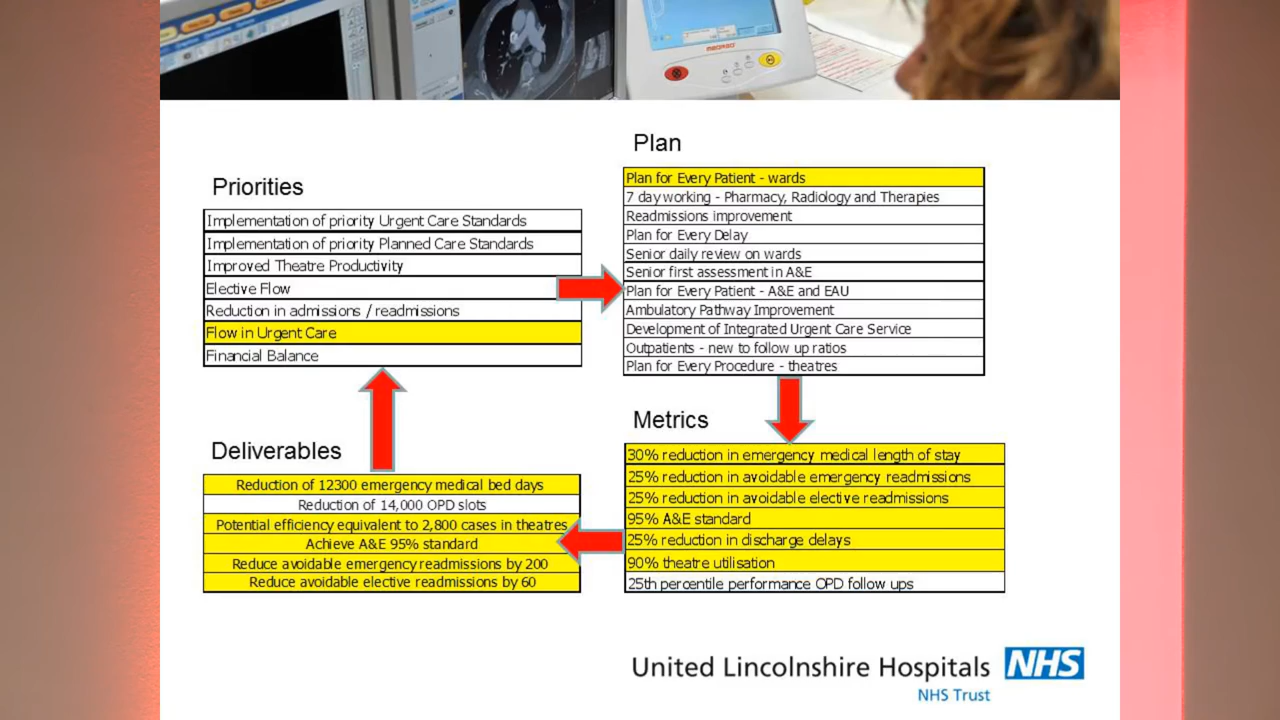 Plan
Plan for Every Patient - wards
7 day working - Pharmacy, Radiology and Therapies
Readmissions improvement
Plan for Every Delay
Senior daily review on wards
Senior first assessment in A&E
Plan for Every Patient - A&E and EAU
Ambulatory Pathway Improvement
Development of Integrated Urgent Care Service
Outpatients - new to follow up ratios
Plan for Every Procedure - theatres
Priorities
Implementation of priority Urgent Care Standards
Implementation of priority Planned Care Standards
Improved Theatre Productivity
Elective Flow
Reduction in admissions / readmissions
Flow in Urgent Care
Financial Balance
Metrics
30% reduction in emergency medical length of stay
25% reduction in avoidable emergency readmissions
25% reduction in avoidable elective readmissions
95% A&E standard
25% reduction in discharge delays
90% theatre utilisation
25th percentile performance OPD follow ups
Deliverables
Reduction of 12300 emergency medical bed days
Reduction of 14,000 OPD slots
Potential efficiency equivalent to 2,800 cases in theatres
Achieve A&E 95% standard
Reduce avoidable emergency readmissions by 200
Reduce avoidable elective readmissions by 60
United Lincolnshire Hospitals NHS
NHS Trust